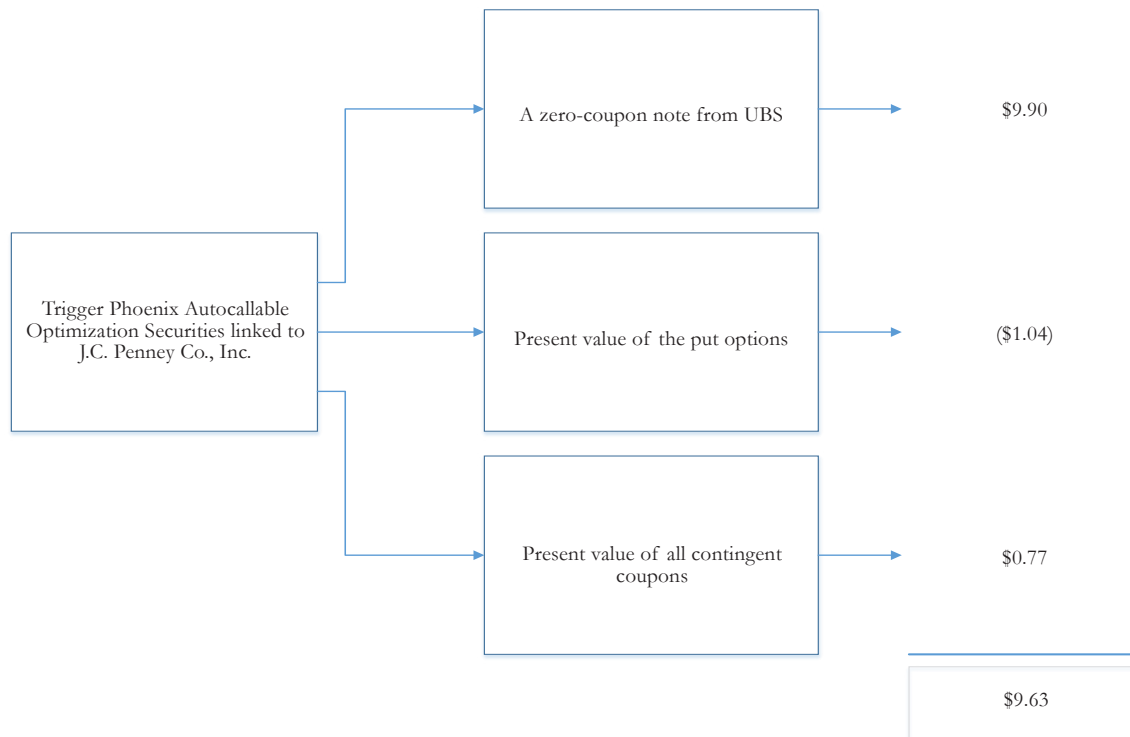 A zero-coupon note from UBS
$9.90
Trigger Phoenix Autocallable
Optimization Securities linked to
J.C. Penney Co., Inc.
Present value of the put options
($1.04)
Present value of all contingent
coupons
$0.77
$9.63